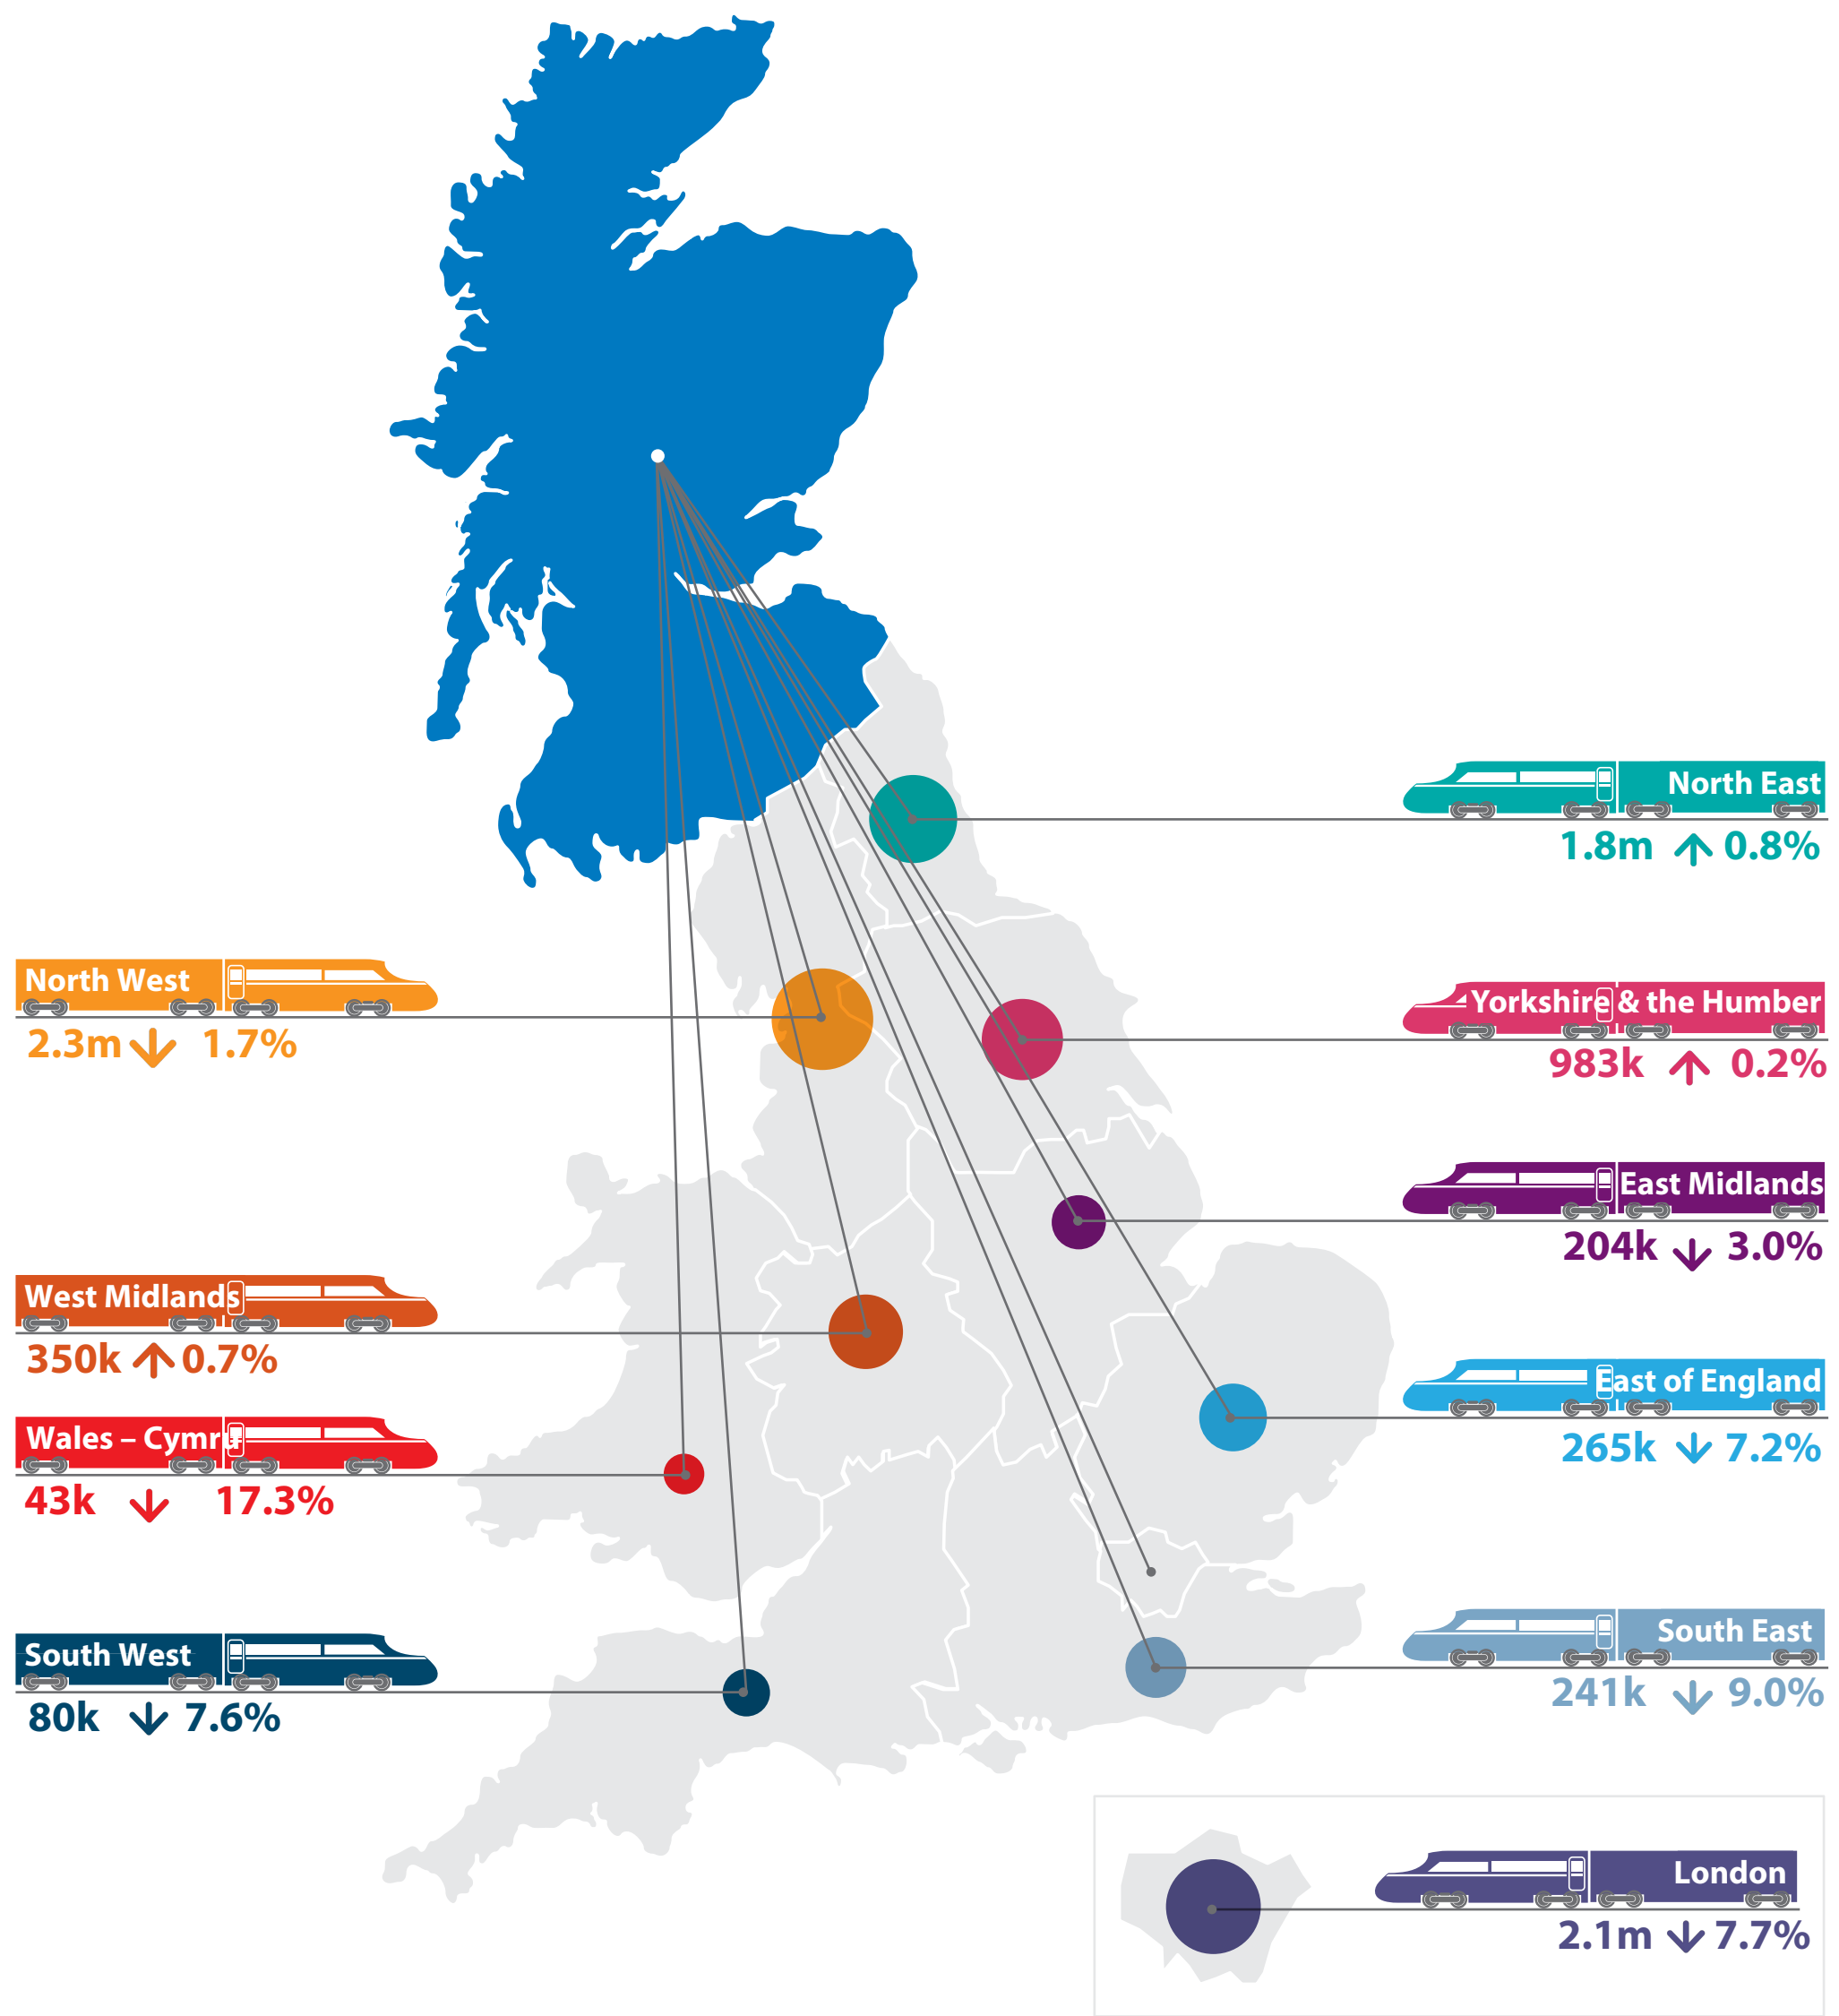 North East
1.8m 0.8%
North West
2.3m 1.7%
Yorkshire & the Humber
983k 0.2%
East Midlands
204k 3.0%
West Midlands
350k 0.7%
East of England
265k 7.2%
Wales – Cymru
43k 17.3%
South East
241k 9.0%
South West
80k 7.6%
London
2.1m 7.7%